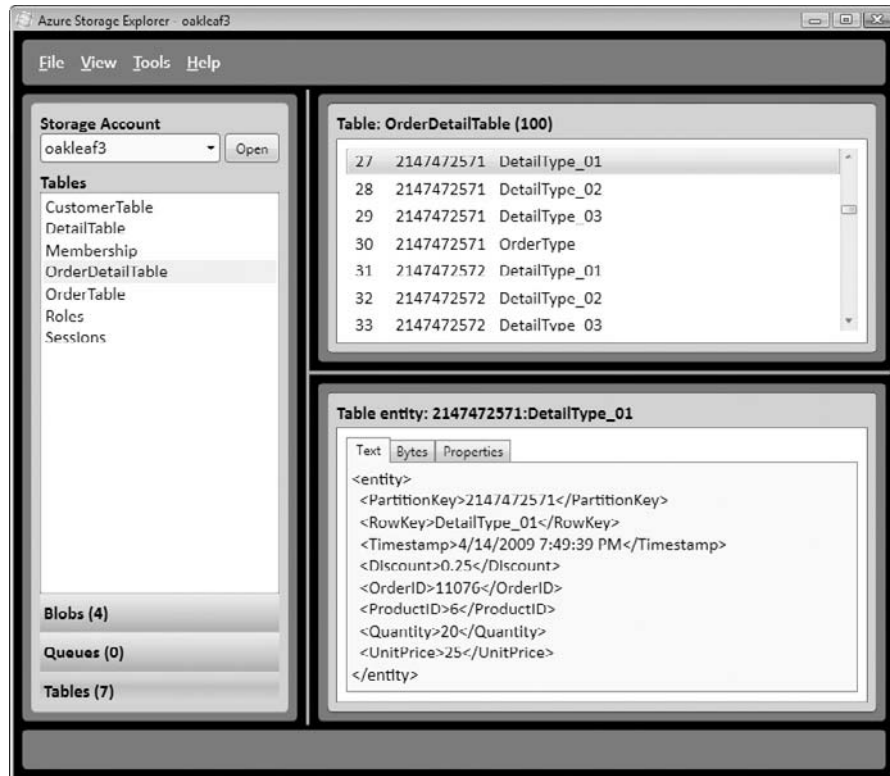 Azure Storage Explorer - oakleaf3
File View Tools Help
Storage Account
oakleaf3
Open
Tables
CustomerTable
DetailTable
Membership
OrderDetailTable
OrderTable
Roles
Sessions
Blobs (4)
Queues (0)
Tables (7)
Table: OrderDetailTable (100)
27 2147472571 DetailType_01
28 2147472571 DetailType_02
29 2147472571 DetailType_03
30 2147472571 OrderType
31 2147472572 DetailType_01
32 2147472572 DetailType_02
33 2147472572 DetailType_03
Table entity: 2147472571:DetailType_01
Text Bytes Properties
<entity>
<PartitionKey>2147472571</PartitionKey>
<RowKey>DetailType_01</RowKey>
<Timestamp>4/14/2009 7:49:39 PM</Timestamp>
<Discount>0.25</Discount>
<OrderID>11076</OrderID>
<ProductID>6</ProductID>
<Quantity>20</Quantity>
<UnitPrice>25</UnitPrice>
</entity>